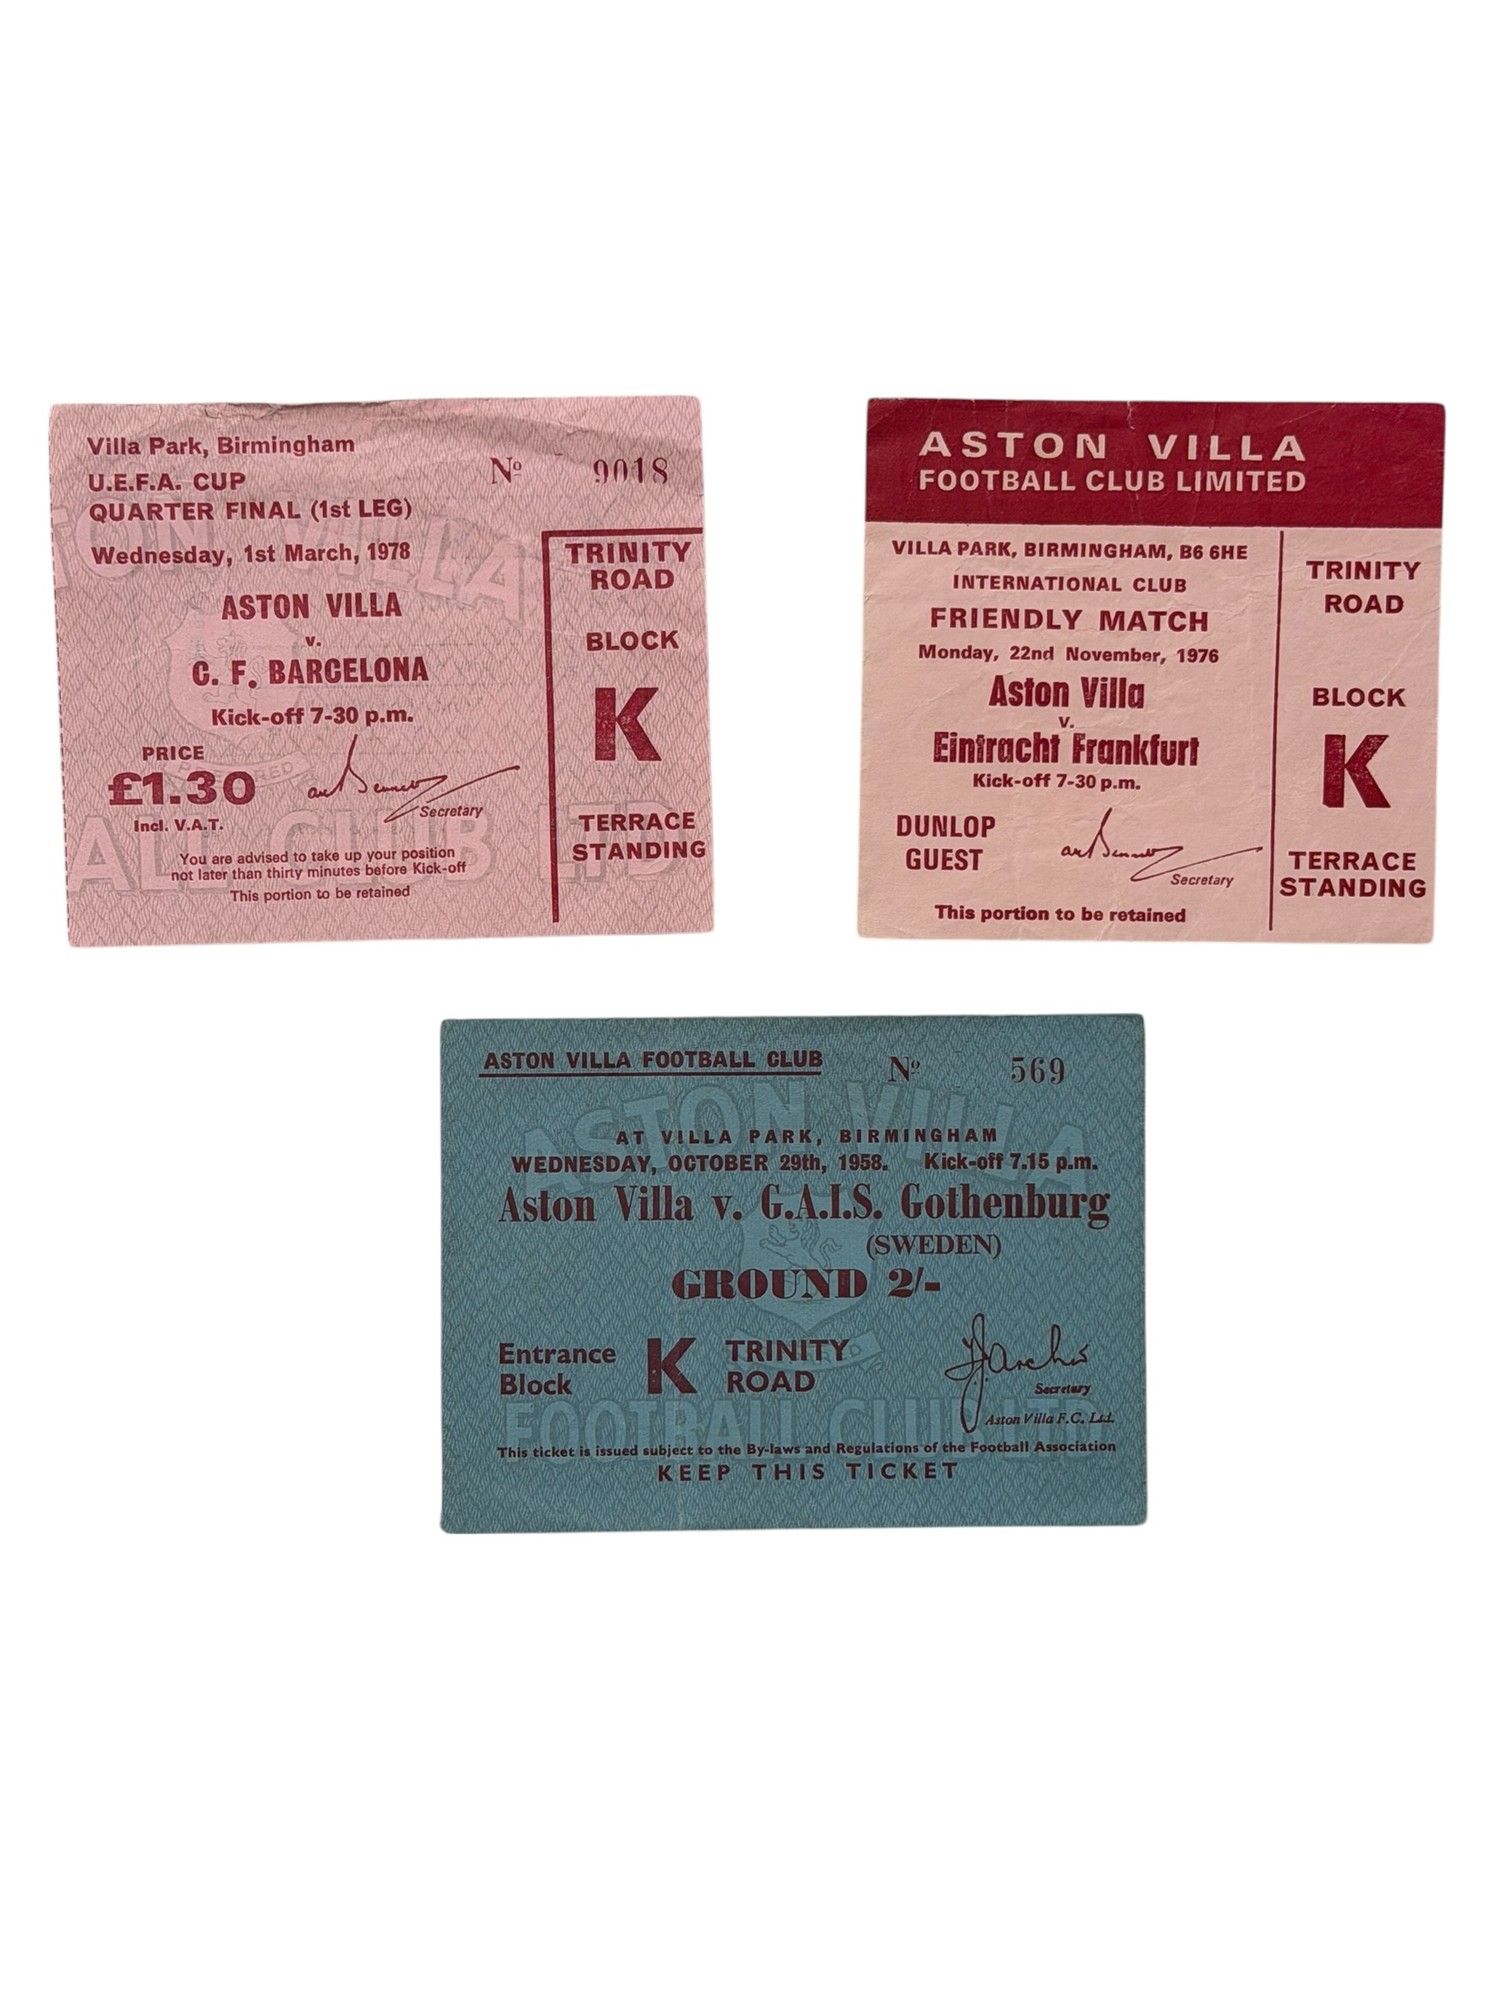 Villa Park, Birmingham
U.E.F.A. CUP
QUARTER FINAL (1st LEG)
Nº 9018
Wednesday, 1st March, 1978
ASTON VILLA
v.
C. F. BARCELONA
Kick-off 7-30 p.m.
PRICE
£1.30
Incl. V.A.T.
Secretary
You are advised to take up your position
not later than thirty minutes before Kick-off
This portion to be retained
TRINITY
ROAD
BLOCK
K
TERRACE
STANDING
ASTON VILLA
FOOTBALL CLUB LIMITED
VILLA PARK, BIRMINGHAM, B6 6HE
INTERNATIONAL CLUB
FRIENDLY MATCH
Monday, 22nd November, 1976
Aston Villa
v.
Eintracht Frankfurt
Kick-off 7-30 p.m.
DUNLOP
GUEST
Secretary
This portion to be retained
TRINITY
ROAD
BLOCK
K
TERRACE
STANDING
ASTON VILLA FOOTBALL CLUB
Nº 569
AT VILLA PARK, BIRMINGHAM
WEDNESDAY, OCTOBER 29th, 1958. Kick-off 7.15 p.m.
Aston Villa v. G.A.I.S. Gothenburg
(SWEDEN)
GROUND 2/-
Entrance
Block
K
TRINITY
ROAD
Secretary
Aston Villa F.C. Ltd.
This ticket is issued subject to the By-laws and Regulations of the Football Association
KEEP THIS TICKET
ASTON VILLA
FOOTBALL CLUB LTD